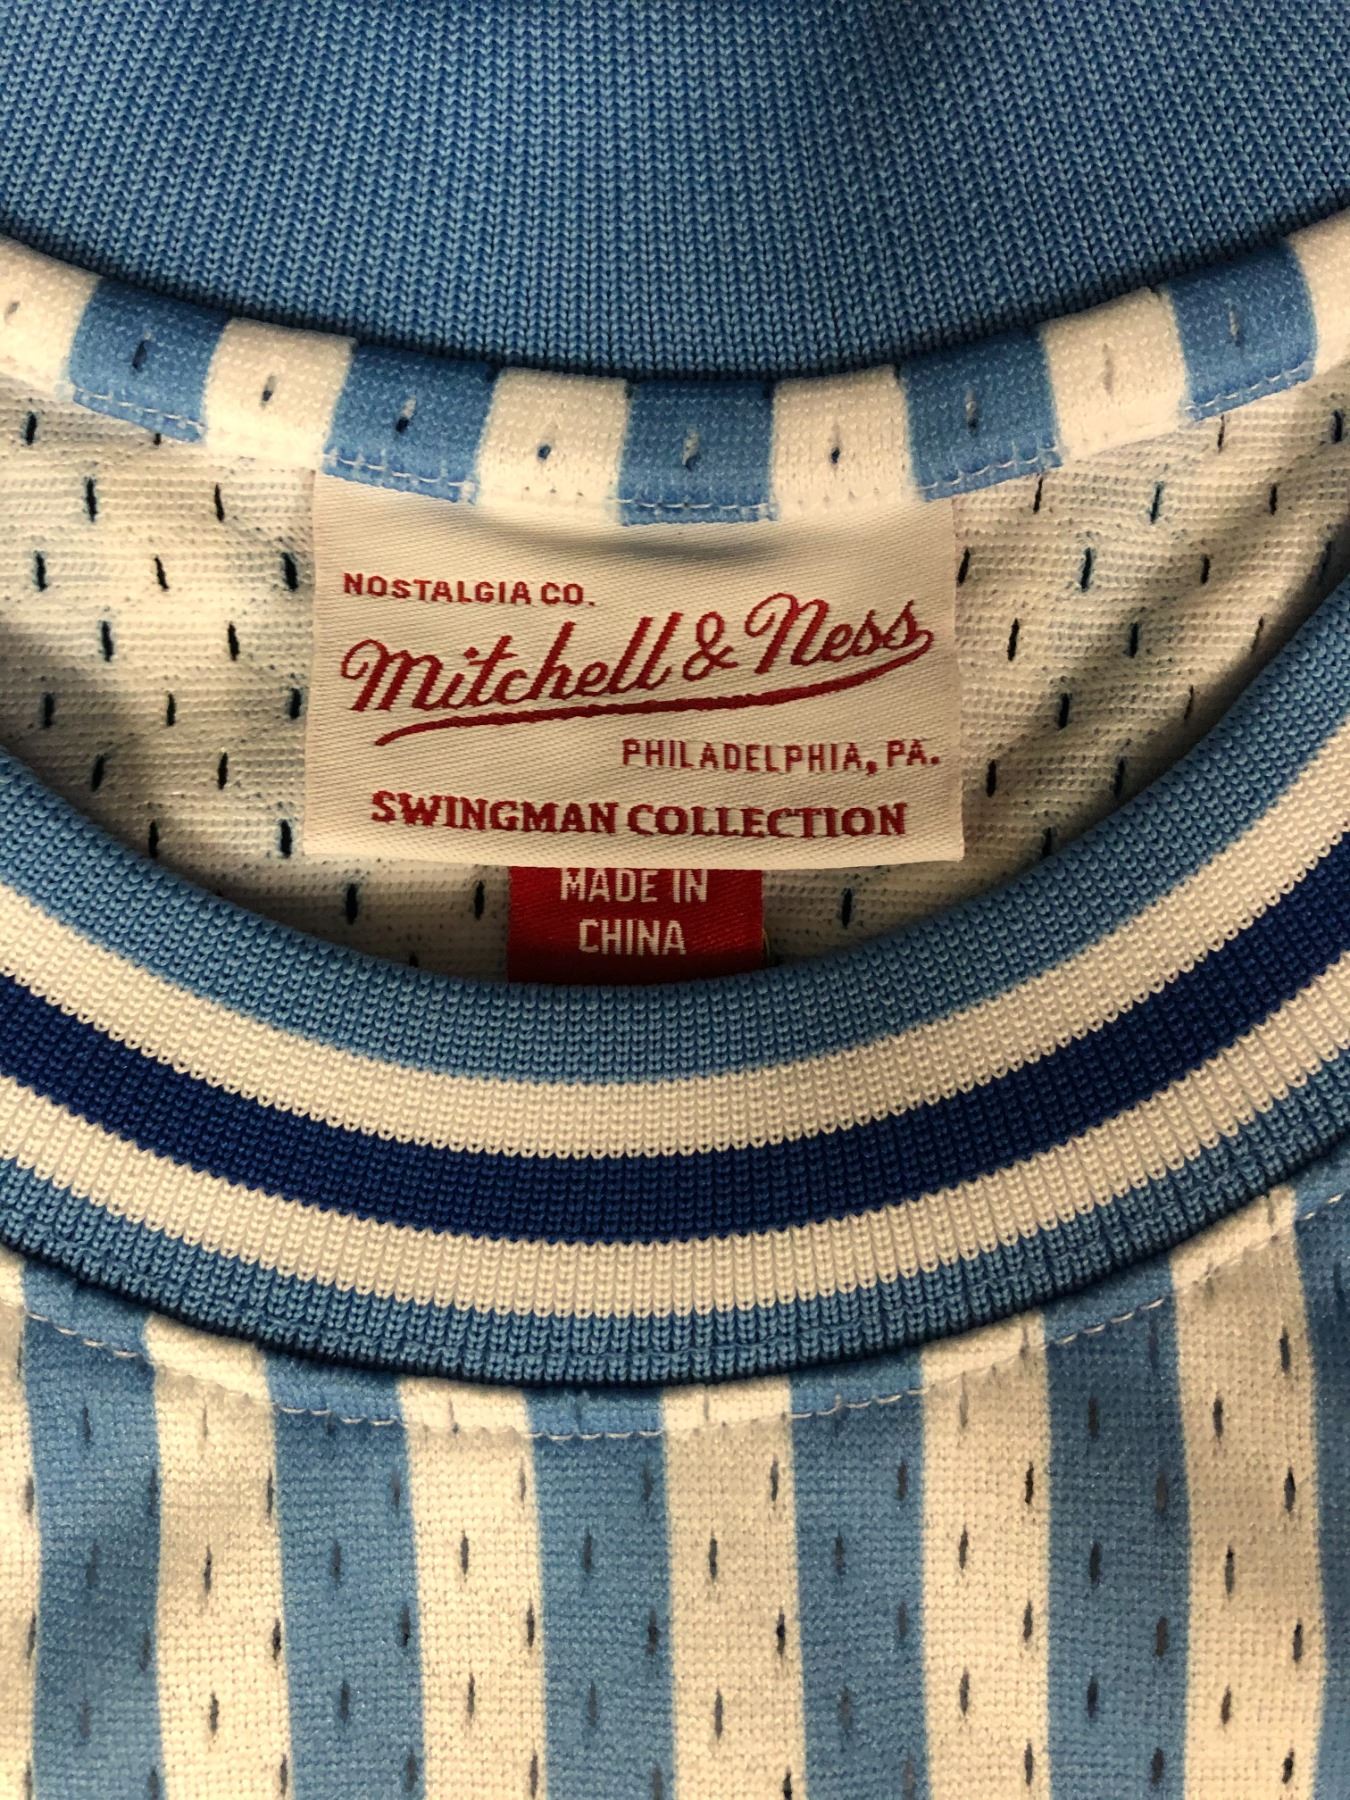 NOSTALGIA CO.
Mitchell & Ness
PHILADELPHIA, PA.
SWINGMAN COLLECTION
MADE IN
CHINA